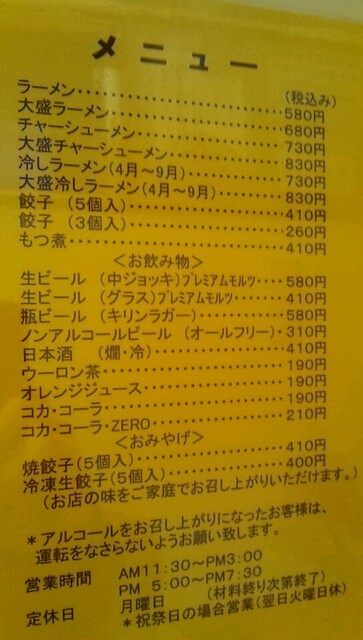 メニュー
(税込み)
ラーメン・・・・・・・・・・・・・・・・・・580円
大盛ラーメン・・・・・・・・・・・・・・・680円
チャーシューメン・・・・・・・・・・・・730円
大盛チャーシューメン・・・・・・・・・830円
冷しラーメン(4月~9月)・・・・・・・730円
大盛冷しラーメン(4月~9月)・・・・830円
餃子 (5個入)・・・・・・・・・・・・・・410円
餃子 (3個入)・・・・・・・・・・・・・・260円
もつ煮・・・・・・・・・・・・・・・・・・・・410円
<お飲み物>
生ビール (中ジョッキ)プレミアムモルツ・・・・580円
生ビール (グラス)プレミアムモルツ・・・・・410円
瓶ビール (キリンラガー)・・・・・・・・580円
ノンアルコールビール (オールフリー)・310円
日本酒 (燗・冷)・・・・・・・・・・・・410円
ウーロン茶・・・・・・・・・・・・・・・・・190円
オレンジジュース・・・・・・・・・・・・・190円
コカ・コーラ・・・・・・・・・・・・・・・・190円
コカ・コーラ・ZERO・・・・・・・・・・・210円
<おみやげ>
焼餃子(5個入)・・・・・・・・・・・・・410円
冷凍生餃子(5個入)・・・・・・・・・・400円
(お店の味をご家庭でお召し上がりいただけます。)
*アルコールをお召し上がりになったお客様は、
運転をなさらないようお願い致します。
営業時間 AM11:30~PM3:00
PM 5:00~PM7:30
(材料終り次第終了)
定休日 月曜日
*祝祭日の場合営業(翌日火曜日休)